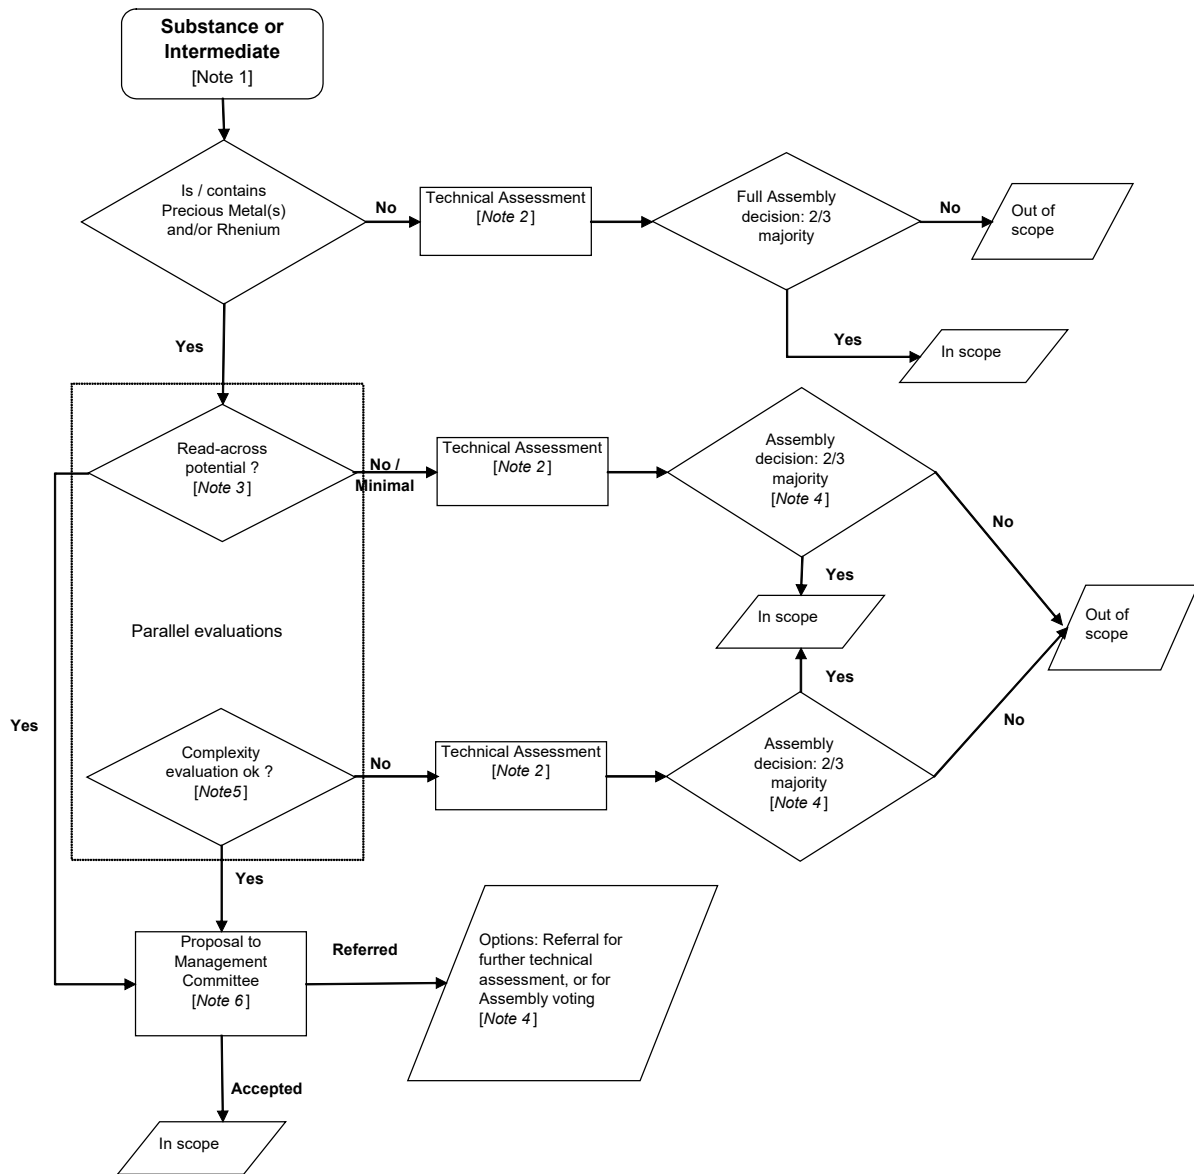 Substance or
Intermediate
[Note 1]
Is / contains
Precious Metal(s)
and/or Rhenium
No
Technical Assessment
[Note 2]
Full Assembly
decision: 2/3
majority
No
Out of
scope
Yes
Yes
In scope
Read-across
potential ?
[Note 3]
No /
Minimal
Technical Assessment
[Note 2]
Assembly
decision: 2/3
majority
[Note 4]
No
Yes
In scope
Out of
scope
Parallel evaluations
Yes
Yes
No
Complexity
evaluation ok ?
[Note5]
No
Technical Assessment
[Note 2]
Assembly
decision: 2/3
majority
[Note 4]
Yes
Proposal to
Management
Committee
[Note 6]
Referred
Options: Referral for
further technical
assessment, or for
Assembly voting
[Note 4]
Accepted
In scope